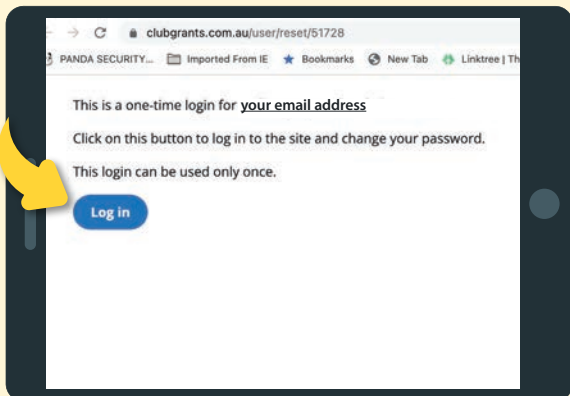 clubgrants.com.au/user/reset/51728
PANDA SECURITY... Imported From IE Bookmarks New Tab Linktree | Th
This is a one-time login for your email address
Click on this button to log in to the site and change your password.
This login can be used only once.
Log in